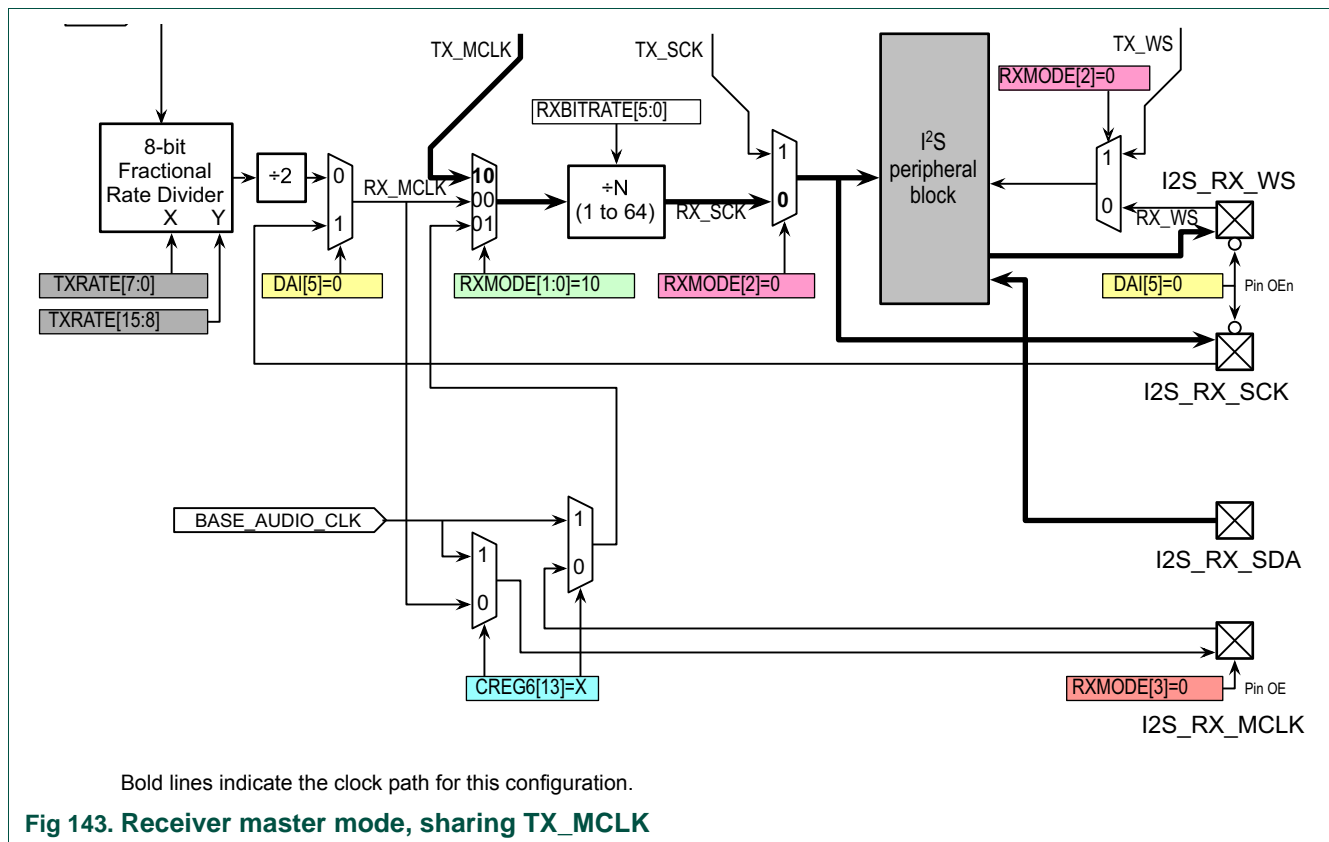 TX_MCLK
TX_SCK
TX_WS
RXMODE[2]=0
RXBITRATE[5:0]
8-bit
Fractional
Rate Divider
X Y
÷2
0
1
RX_MCLK
10
00
01
÷N
(1 to 64)
RX_SCK
1
0
I²S
peripheral
block
1
0
I2S_RX_WS
RX_WS
TXRATE[7:0]
DAI[5]=0
RXMODE[1:0]=10
RXMODE[2]=0
DAI[5]=0
Pin OEn
TXRATE[15:8]
I2S_RX_SCK
BASE_AUDIO_CLK
1
0
1
0
I2S_RX_SDA
CREG6[13]=X
RXMODE[3]=0
Pin OE
I2S_RX_MCLK
Bold lines indicate the clock path for this configuration.
Fig 143. Receiver master mode, sharing TX_MCLK